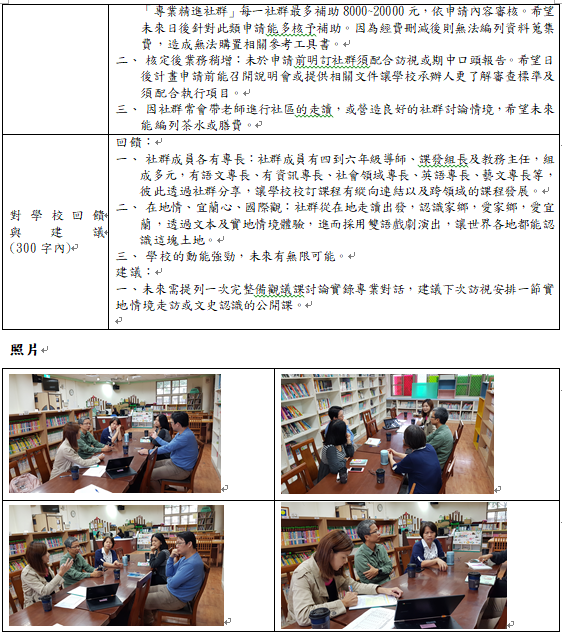 「專業精進社群」每一社群最多補助 8000~20000 元，依申請內容審核。希望
未來日後針對此類申請能多核予補助。因為經費刪減後則無法編列資料蒐集
費，造成無法購置相關參考工具書。
二、 核定後業務稍增：未於申請前明訂社群須配合訪視或期中口頭報告。希望日
後計畫申請前能召開說明會或提供相關文件讓學校承辦人更了解審查標準及
須配合執行項目。
三、 因社群常會帶老師進行社區的走讀，或營造良好的社群討論情境，希望未來
能編列茶水或膳費。
對學校回饋
與建議
(300 字內)
回饋：
一、 社群成員各有專長：社群成員有四到六年級導師、課發組長及教務主任，組
成多元，有語文專長、有資訊專長、社會領域專長、英語專長、藝文專長等，
彼此透過社群分享，讓學校校訂課程有縱向連結以及跨領域的課程發展。
二、 在地情、宜蘭心、國際觀：社群從在地走讀出發，認識家鄉，愛家鄉，愛宜
蘭，透過文本及實地情境體驗，進而採用雙語戲劇演出，讓世界各地都能認
識這塊土地。
三、 學校的動能強勁，未來有無限可能。
建議：
一、未來需提列一次完整備觀議課討論實錄專業對話，建議下次訪視安排一節實
地情境走訪或文史認識的公開課。
照片